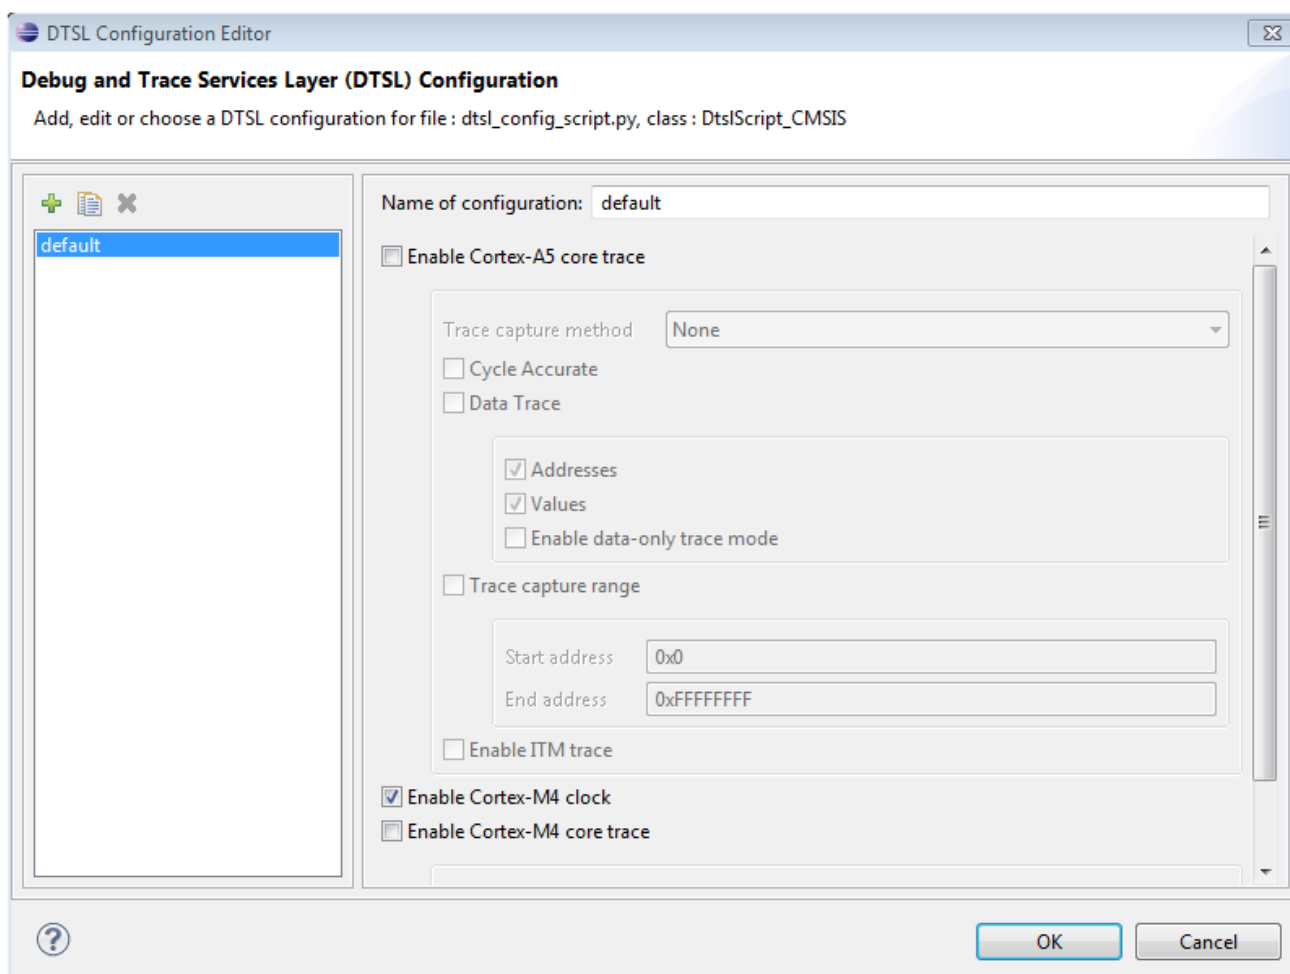 DTSL Configuration Editor
Debug and Trace Services Layer (DTSL) Configuration
Add, edit or choose a DTSL configuration for file : dtsl_config_script.py, class : DtslScript_CMSIS
Name of configuration: default
default
Enable Cortex-A5 core trace
Trace capture method None
Cycle Accurate
Data Trace
Addresses
Values
Enable data-only trace mode
Trace capture range
Start address 0x0
End address 0xFFFFFFFF
Enable ITM trace
Enable Cortex-M4 clock
Enable Cortex-M4 core trace
? OK Cancel